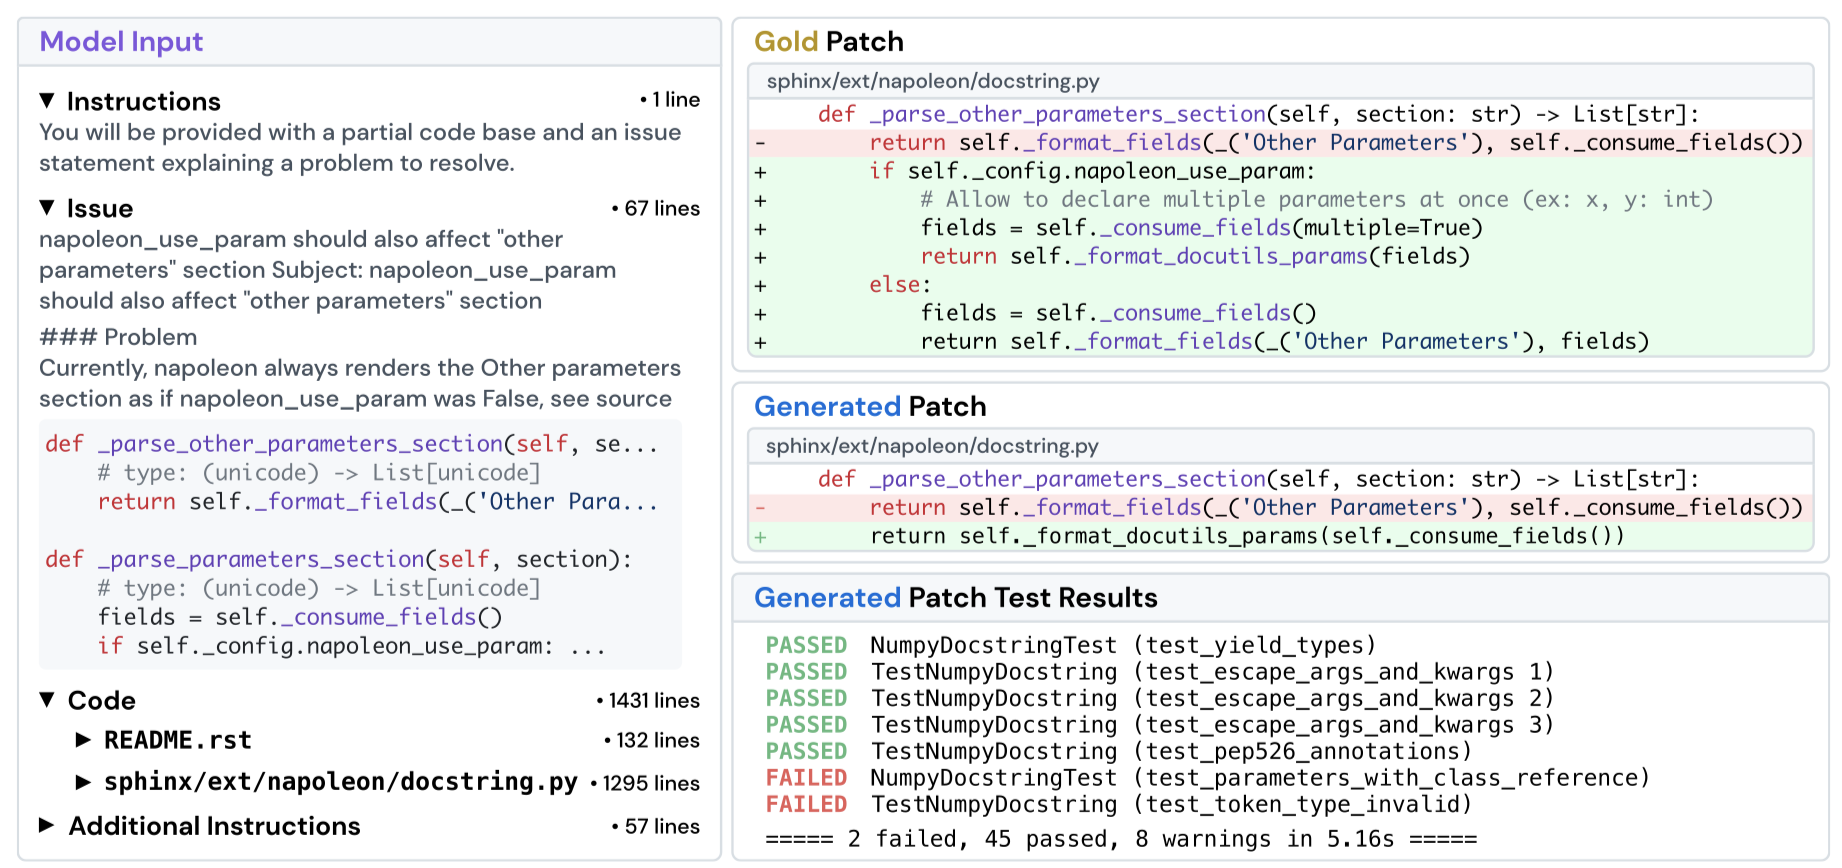 Model Input
▼ Instructions • 1 line
You will be provided with a partial code base and an issue
statement explaining a problem to resolve.
▼ Issue • 67 lines
napoleon_use_param should also affect "other
parameters" section Subject: napoleon_use_param
should also affect "other parameters" section
### Problem
Currently, napoleon always renders the Other parameters
section as if napoleon_use_param was False, see source
def _parse_other_parameters_section(self, se...
    # type: (unicode) -> List[unicode]
    return self._format_fields(_('Other Para...
def _parse_parameters_section(self, section):
    # type: (unicode) -> List[unicode]
    fields = self._consume_fields()
    if self._config.napoleon_use_param: ...
▼ Code • 1431 lines
▶ README.rst • 132 lines
▶ sphinx/ext/napoleon/docstring.py • 1295 lines
▶ Additional Instructions • 57 lines
Gold Patch
sphinx/ext/napoleon/docstring.py
    def _parse_other_parameters_section(self, section: str) -> List[str]:
-       return self._format_fields(_('Other Parameters'), self._consume_fields())
+       if self._config.napoleon_use_param:
+           # Allow to declare multiple parameters at once (ex: x, y: int)
+           fields = self._consume_fields(multiple=True)
+           return self._format_docutils_params(fields)
+       else:
+           fields = self._consume_fields()
+           return self._format_fields(_('Other Parameters'), fields)
Generated Patch
sphinx/ext/napoleon/docstring.py
    def _parse_other_parameters_section(self, section: str) -> List[str]:
-       return self._format_fields(_('Other Parameters'), self._consume_fields())
+       return self._format_docutils_params(self._consume_fields())
Generated Patch Test Results
PASSED NumpyDocstringTest (test_yield_types)
PASSED TestNumpyDocstring (test_escape_args_and_kwargs 1)
PASSED TestNumpyDocstring (test_escape_args_and_kwargs 2)
PASSED TestNumpyDocstring (test_escape_args_and_kwargs 3)
PASSED TestNumpyDocstring (test_pep526_annotations)
FAILED NumpyDocstringTest (test_parameters_with_class_reference)
FAILED TestNumpyDocstring (test_token_type_invalid)
===== 2 failed, 45 passed, 8 warnings in 5.16s =====